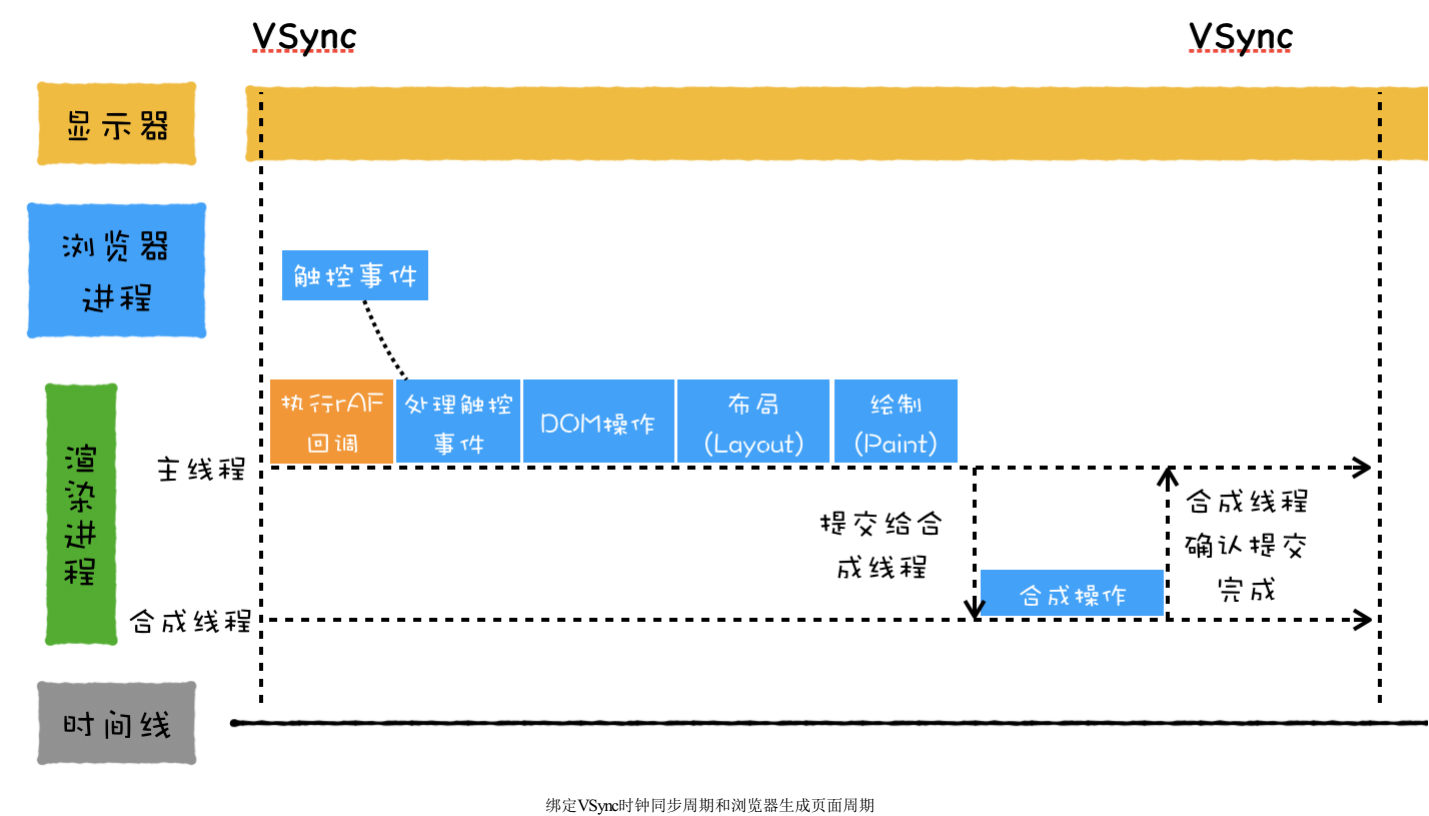 VSync
VSync
显示器
浏览器
进程
触控事件
执行rAF
回调
处理触控
事件
DOM操作
布局
(Layout)
绘制
(Paint)
渲染进程
主线程
提交给合
成线程
合成线程
确认提交
完成
合成操作
合成线程
时间线
绑定VSync时钟同步周期和浏览器生成页面周期